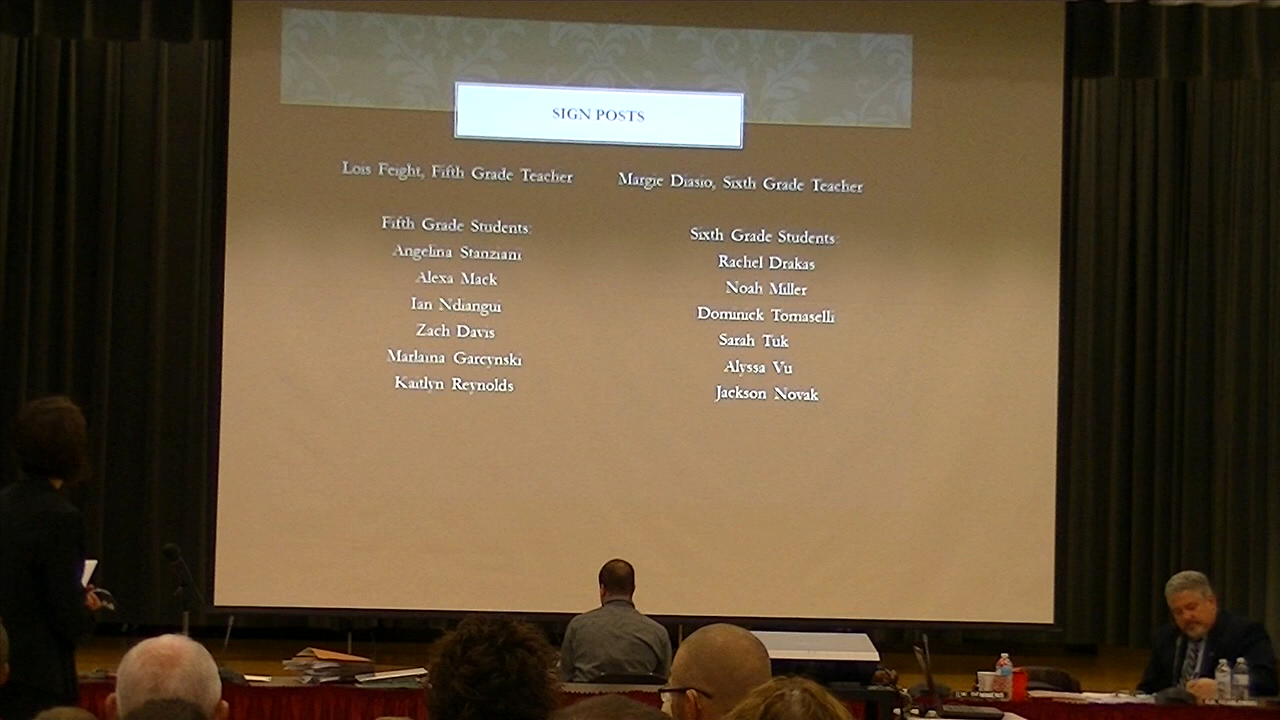 SIGN POSTS
Lois Feight, Fifth Grade Teacher
Fifth Grade Students:
Angelina Stanziani
Alexa Mack
Ian Ndiangui
Zach Davis
Marlaina Garcynski
Kaitlyn Reynolds
Margie Diasio, Sixth Grade Teacher
Sixth Grade Students:
Rachel Drakas
Noah Miller
Dominick Tomaselli
Sarah Tuk
Alyssa Vu
Jackson Novak